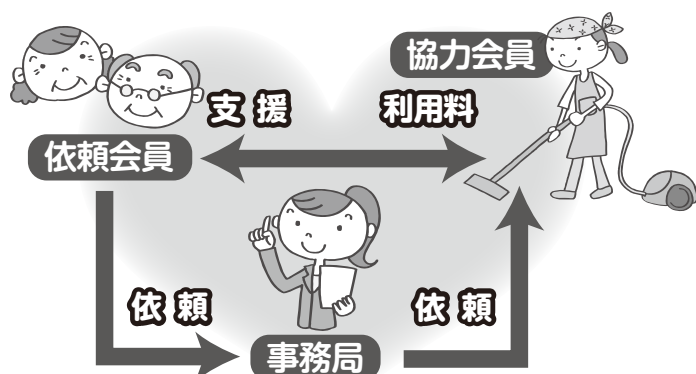 協力会員
支援
利用料
依頼会員
依頼
依頼
事務局